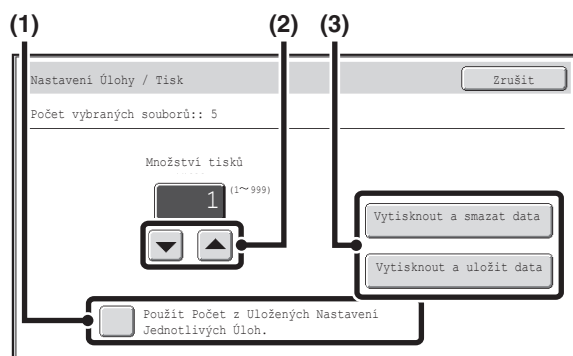 (1) (2) (3)
Nastavení Úlohy / Tisk Zrušit
Počet vybraných souborů:: 5
Množství tisků
1 (1~999)
Vytisknout a smazat data
Vytisknout a uložit data
Použít Počet z Uložených Nastavení
Jednotlivých Úloh.